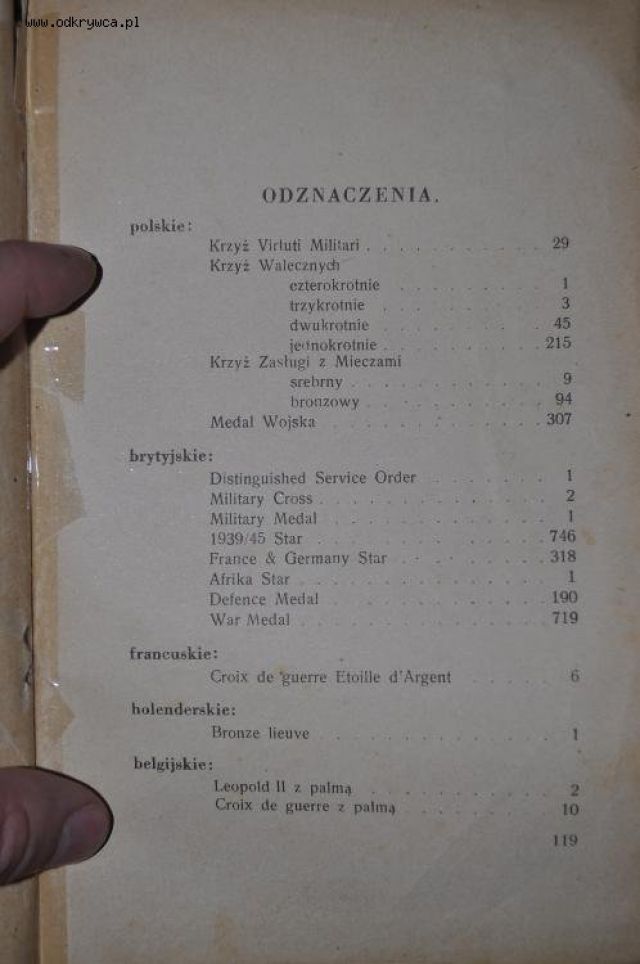 www.odkrywca.pl
ODZNACZENIA.
polskie:
Krzyż Virtuti Militari . . . . . . . . . . 29
Krzyż Walecznych
czterokrotnie . . . . . . . . 1
trzykrotnie . . . . . . . . . 3
dwukrotnie . . . . . . . . 45
jednokrotnie . . . . . . . . 215
Krzyż Zasługi z Mieczami
srebrny . . . . . . . . . . 9
bronzowy . . . . . . . . . 94
Medal Wojska . . . . . . . . . . . 307
brytyjskie:
Distinguished Service Order . . . . . . . 1
Military Cross . . . . . . . . . . . . 2
Military Medal . . . . . . . . . . . 1
1939/45 Star . . . . . . . . . . . . 746
France & Germany Star . . . . . . . . 318
Afrika Star . . . . . . . . . . . . . 1
Defence Medal . . . . . . . . . . . 190
War Medal . . . . . . . . . . . . . 719
francuskie:
Croix de guerre Etoille d'Argent . . . . . 6
holenderskie:
Bronze lieuve . . . . . . . . . . . . 1
belgijskie:
Leopold II z palmą . . . . . . . . . 2
Croix de guerre z palmą . . . . . . . 10
119